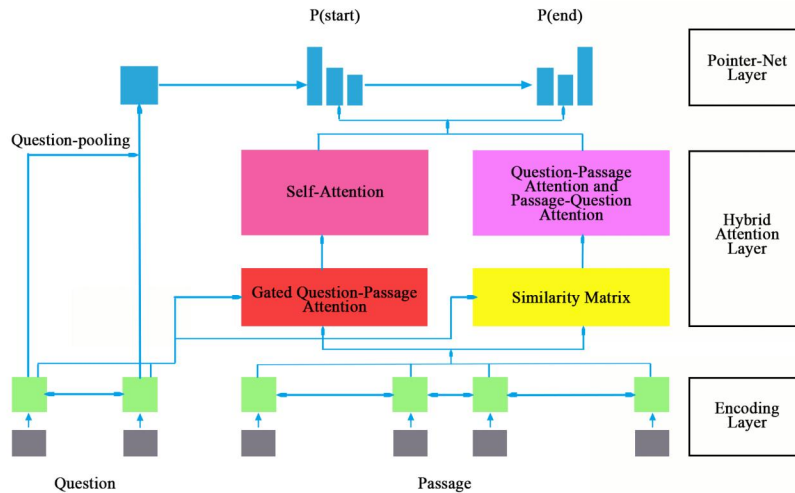 P(start)
P(end)
Pointer-Net
Layer
Question-pooling
Self-Attention
Question-Passage
Attention and
Passage-Question
Attention
Hybrid
Attention
Layer
Gated Question-Passage
Attention
Similarity Matrix
Encoding
Layer
Question
Passage